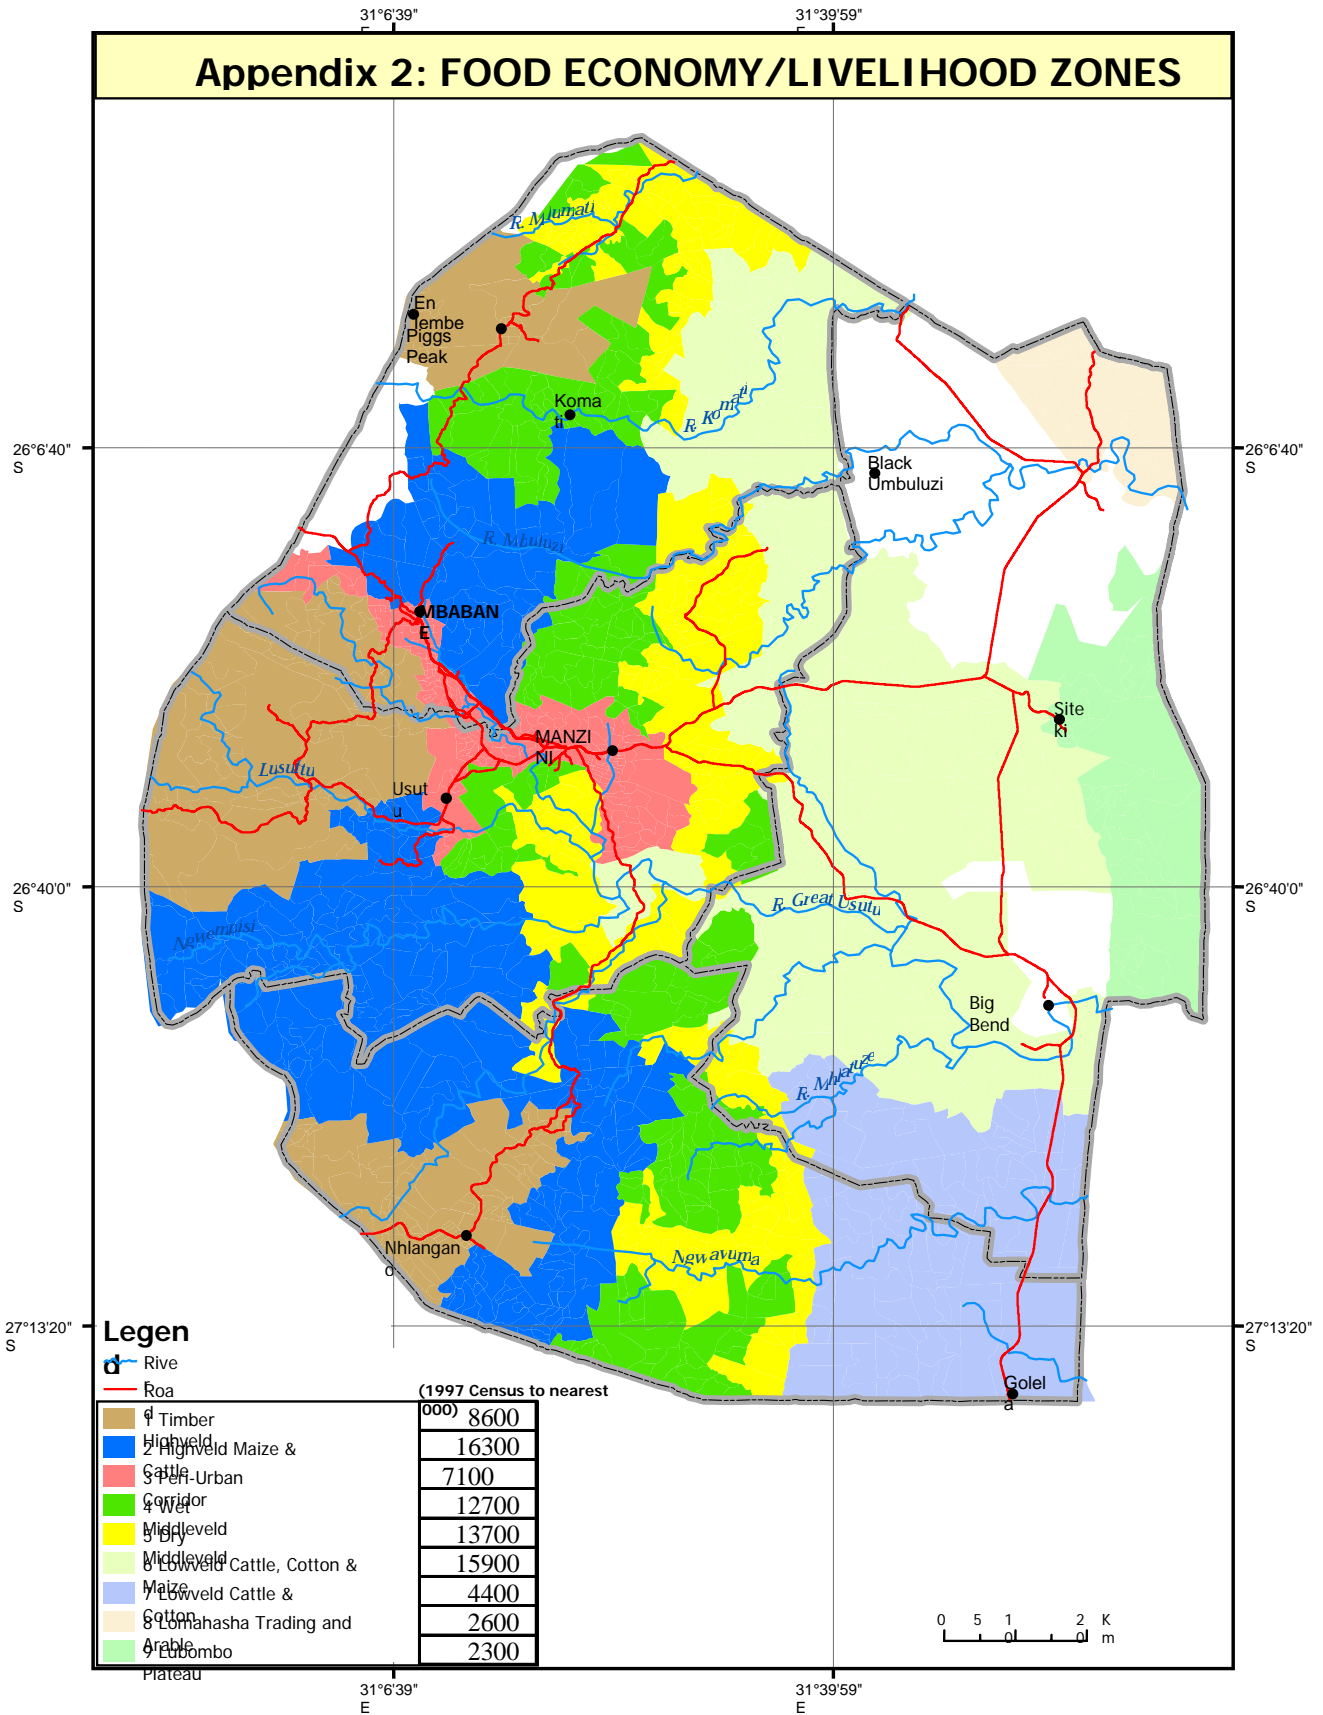 31°6'39"
E
31°39'59"
E
Appendix 2: FOOD ECONOMY/LIVELIHOOD ZONES
R. Mlumati
En
Tembe
Piggs
Peak
Koma
ti
R. Komati
26°6'40"
S
26°6'40"
S
Black
Umbuluzi
R. Mbuluzi
MBABAN
E
Site
ki
MANZI
NI
Lusutfu
Usut
u
26°40'0"
S
26°40'0"
S
R. Great Usutu
Ngwempisi
Big
Bend
R. Mhlatuze
Nhlangan
o
Ngwavuma
27°13'20"
S
27°13'20"
S
Legen
d
Rive
r
Roa
d
Golel
a
(1997 Census to nearest
000)
1 Timber
Highveld
8600
2 Highveld Maize &
Cattle
16300
3 Peri-Urban
Corridor
7100
4 Wet
Middleveld
12700
5 Dry
Middleveld
13700
6 Lowveld Cattle, Cotton &
Maize
15900
7 Lowveld Cattle &
Cotton
4400
8 Lomahasha Trading and
Arable
2600
9 Lubombo
Plateau
2300
0 5 1 2 K
0 0 m
31°6'39"
E
31°39'59"
E